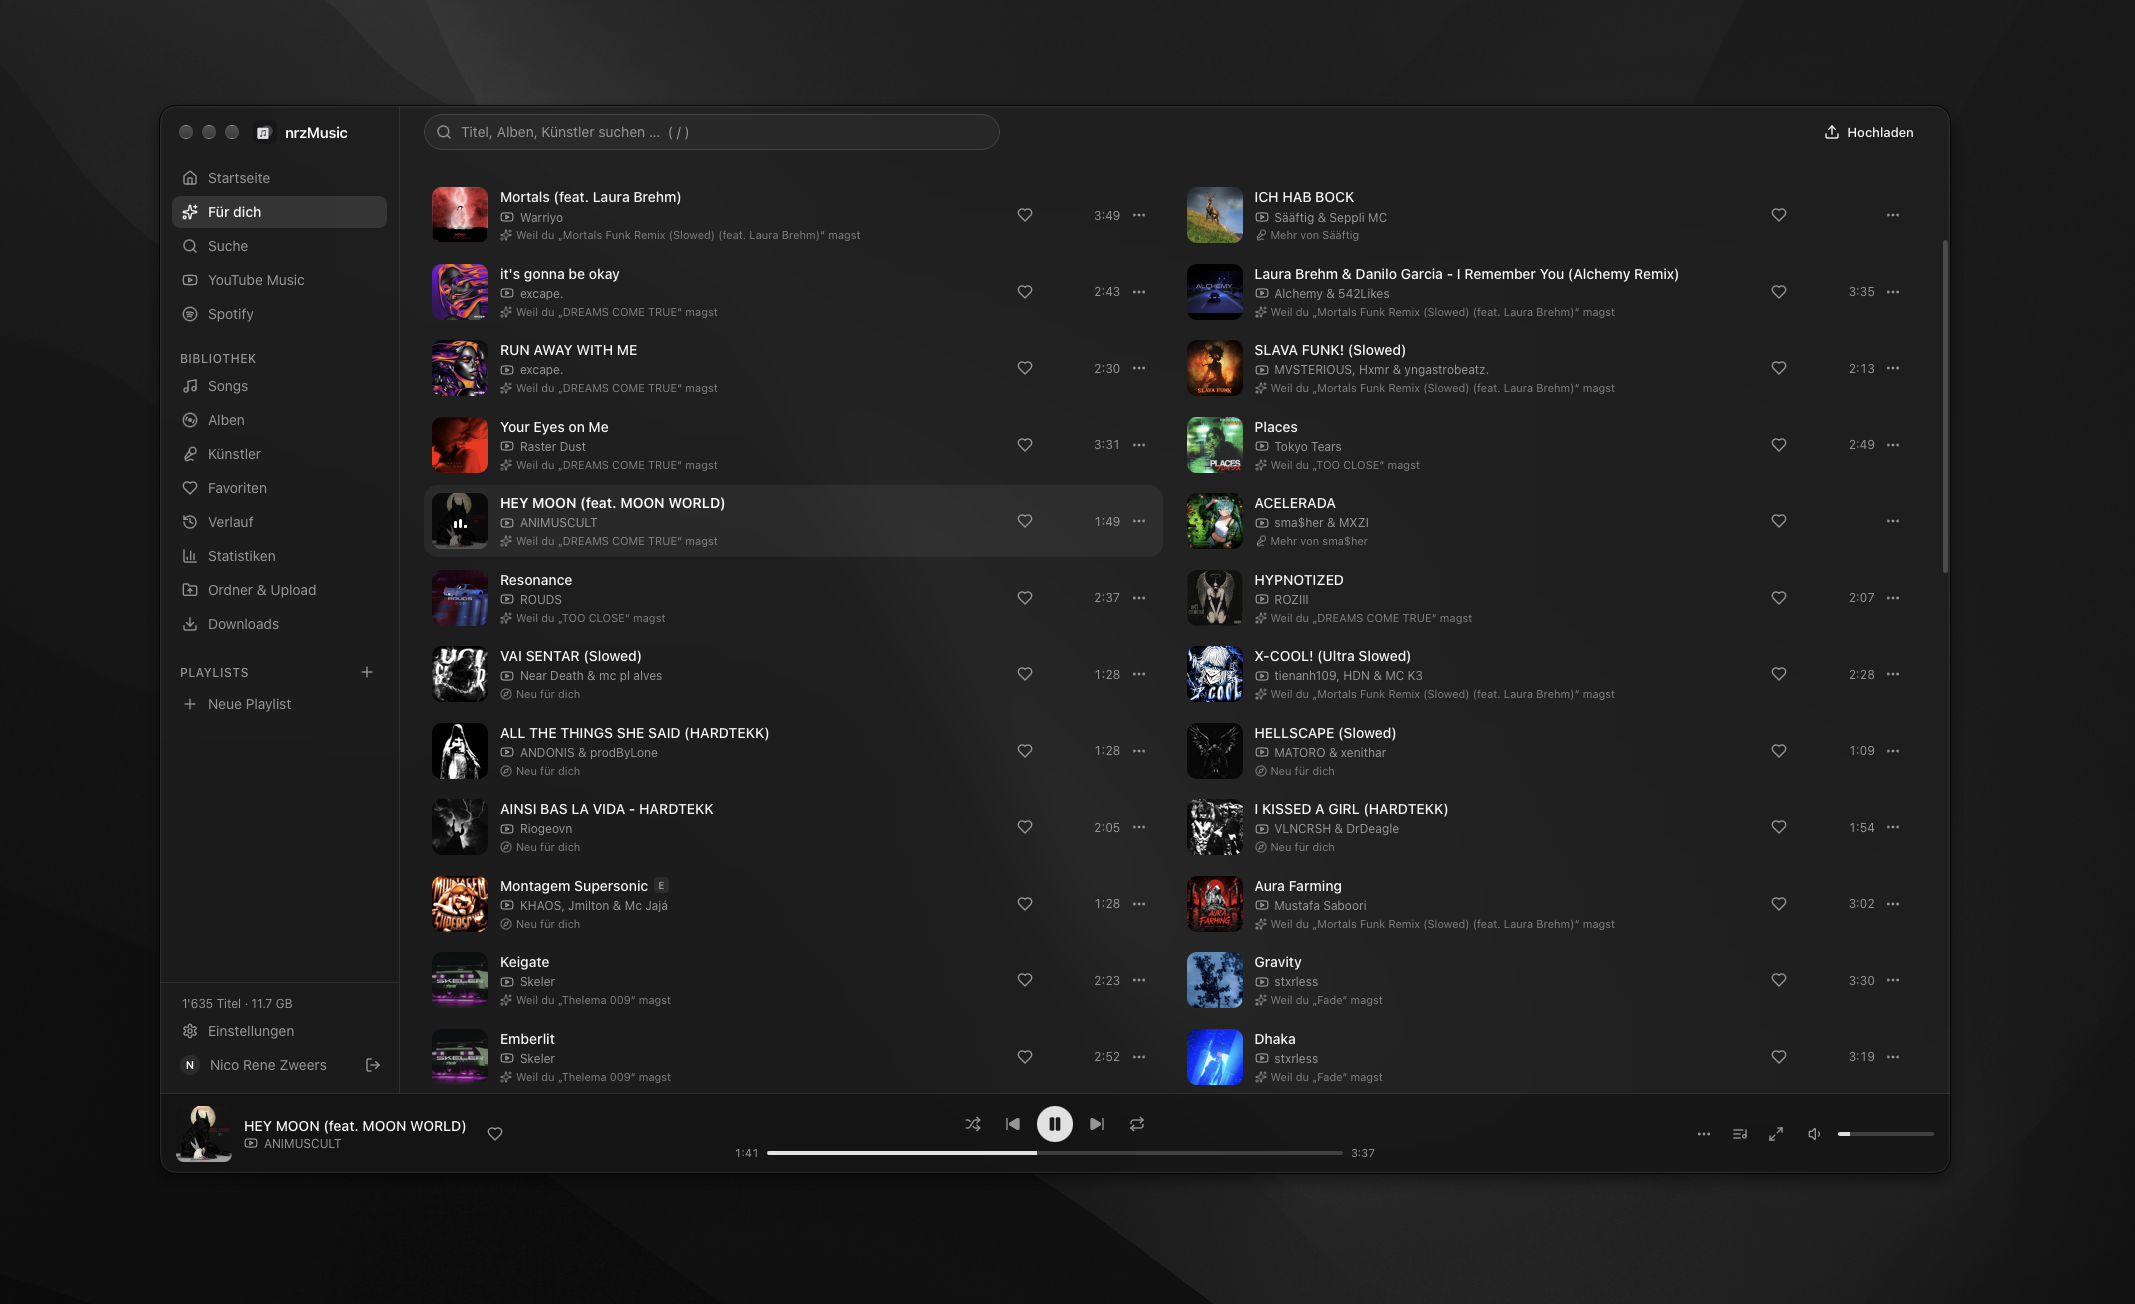 nrzMusic
Titel, Alben, Künstler suchen … ( / )
Hochladen
Startseite
Für dich
Suche
YouTube Music
Spotify
BIBLIOTHEK
Songs
Alben
Künstler
Favoriten
Verlauf
Statistiken
Ordner & Upload
Downloads
PLAYLISTS
Neue Playlist
1'635 Titel · 11.7 GB
Einstellungen
N Nico Rene Zweers
Mortals (feat. Laura Brehm)
Warriyo
3:49
Weil du „Mortals Funk Remix (Slowed) (feat. Laura Brehm)“ magst
it's gonna be okay
excape.
2:43
Weil du „DREAMS COME TRUE“ magst
RUN AWAY WITH ME
excape.
2:30
Weil du „DREAMS COME TRUE“ magst
Your Eyes on Me
Raster Dust
3:31
Weil du „DREAMS COME TRUE“ magst
HEY MOON (feat. MOON WORLD)
ANIMUSCULT
1:49
Weil du „DREAMS COME TRUE“ magst
ROUDS
Resonance
ROUDS
2:37
Weil du „TOO CLOSE“ magst
VAI SENTAR (Slowed)
Near Death & mc pl alves
1:28
Neu für dich
ALL THE THINGS SHE SAID (HARDTEKK)
ANDONIS & prodByLone
1:28
Neu für dich
AINSI BAS LA VIDA - HARDTEKK
Riogeovn
2:05
Neu für dich
MONTAGEM
SUPERSONIC
Montagem Supersonic E
KHAOS, Jmilton & Mc Jajá
1:28
Neu für dich
SKELER
Keigate
Skeler
2:23
Weil du „Thelema 009“ magst
SKELER
Emberlit
Skeler
2:52
Weil du „Thelema 009“ magst
ICH HAB BOCK
Sääftig & Seppli MC
Mehr von Sääftig
ALCHEMY
Laura Brehm & Danilo Garcia - I Remember You (Alchemy Remix)
Alchemy & 542Likes
3:35
Weil du „Mortals Funk Remix (Slowed) (feat. Laura Brehm)“ magst
SLAVA FUNK
SLAVA FUNK! (Slowed)
MVSTERIOUS, Hxmr & yngastrobeatz.
2:13
Weil du „Mortals Funk Remix (Slowed) (feat. Laura Brehm)“ magst
PLACES
Places
Tokyo Tears
2:49
Weil du „TOO CLOSE“ magst
ACELERADA
sma$her & MXZI
Mehr von sma$her
HYPNOTIZED
ROZIII
2:07
Weil du „DREAMS COME TRUE“ magst
COOL
X-COOL! (Ultra Slowed)
tienanh109, HDN & MC K3
2:28
Weil du „Mortals Funk Remix (Slowed) (feat. Laura Brehm)“ magst
HELLSCAPE (Slowed)
MATORO & xenithar
1:09
Neu für dich
I KISSED A GIRL (HARDTEKK)
VLNCRSH & DrDeagle
1:54
Neu für dich
AURA
FARMING
Aura Farming
Mustafa Saboori
3:02
Weil du „Mortals Funk Remix (Slowed) (feat. Laura Brehm)“ magst
Gravity
stxrless
3:30
Weil du „Fade“ magst
Dhaka
stxrless
3:19
Weil du „Fade“ magst
HEY MOON (feat. MOON WORLD)
ANIMUSCULT
1:41
3:37